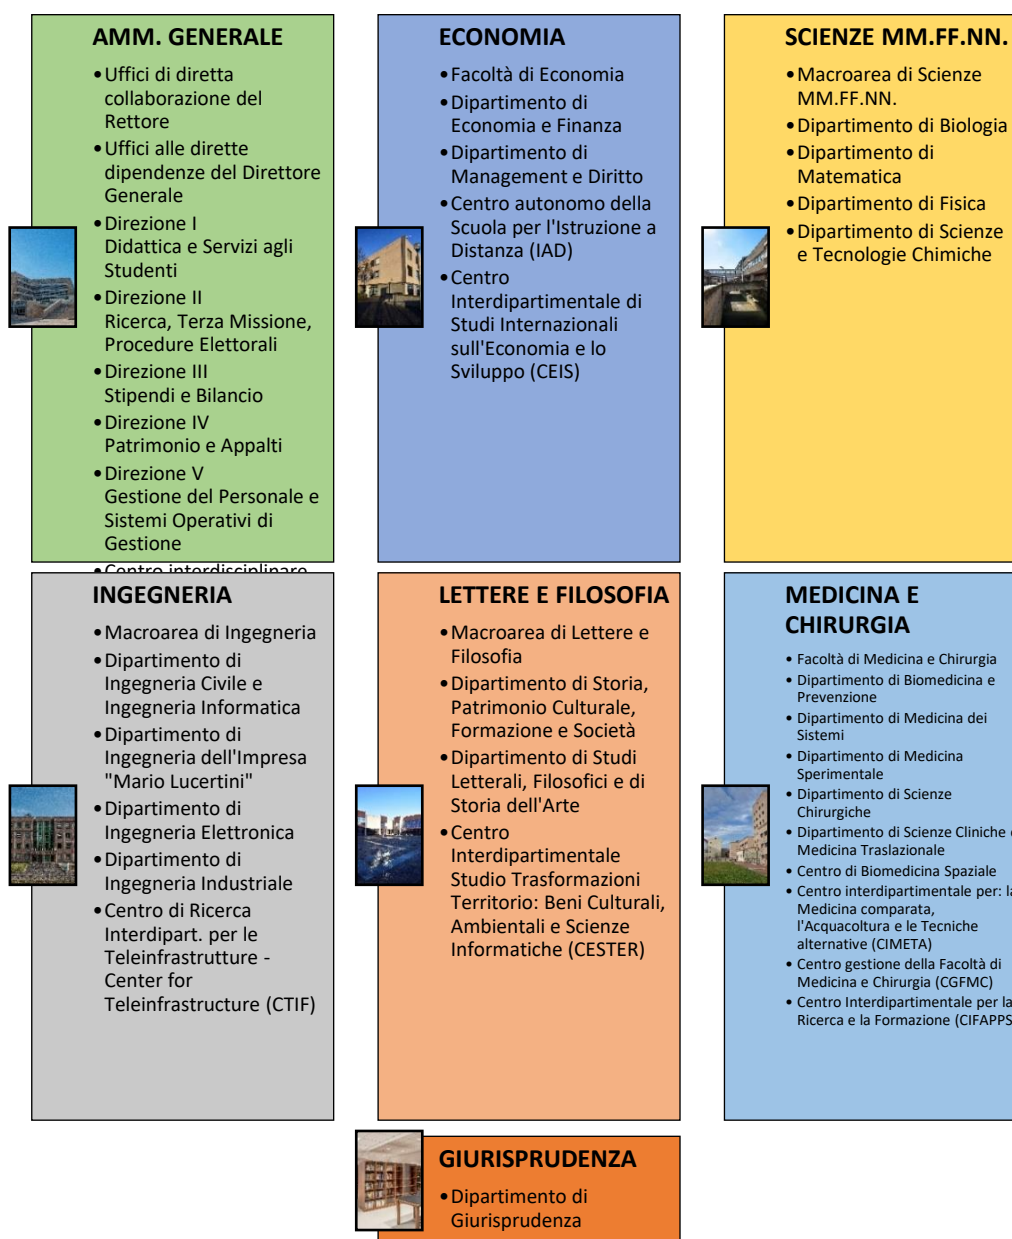 AMM. GENERALE
•Uffici di diretta
collaborazione del
Rettore
•Uffici alle dirette
dipendenze del Direttore
Generale
•Direzione I
Didattica e Servizi agli
Studenti
•Direzione II
Ricerca, Terza Missione,
Procedure Elettorali
•Direzione III
Stipendi e Bilancio
•Direzione IV
Patrimonio e Appalti
•Direzione V
Gestione del Personale e
Sistemi Operativi di
Gestione
•Centro interdisciplinare
ECONOMIA
•Facoltà di Economia
•Dipartimento di
Economia e Finanza
•Dipartimento di
Management e Diritto
•Centro autonomo della
Scuola per l'Istruzione a
Distanza (IAD)
•Centro
Interdipartimentale di
Studi Internazionali
sull'Economia e lo
Sviluppo (CEIS)
SCIENZE MM.FF.NN.
•Macroarea di Scienze
MM.FF.NN.
•Dipartimento di Biologia
•Dipartimento di
Matematica
•Dipartimento di Fisica
•Dipartimento di Scienze
e Tecnologie Chimiche
INGEGNERIA
•Macroarea di Ingegneria
•Dipartimento di
Ingegneria Civile e
Ingegneria Informatica
•Dipartimento di
Ingegneria dell'Impresa
"Mario Lucertini"
•Dipartimento di
Ingegneria Elettronica
•Dipartimento di
Ingegneria Industriale
•Centro di Ricerca
Interdipart. per le
Teleinfrastrutture -
Center for
Teleinfrastructure (CTIF)
LETTERE E FILOSOFIA
•Macroarea di Lettere e
Filosofia
•Dipartimento di Storia,
Patrimonio Culturale,
Formazione e Società
•Dipartimento di Studi
Letterali, Filosofici e di
Storia dell'Arte
•Centro
Interdipartimentale
Studio Trasformazioni
Territorio: Beni Culturali,
Ambientali e Scienze
Informatiche (CESTER)
MEDICINA E
CHIRURGIA
• Facoltà di Medicina e Chirurgia
• Dipartimento di Biomedicina e
Prevenzione
• Dipartimento di Medicina dei
Sistemi
• Dipartimento di Medicina
Sperimentale
• Dipartimento di Scienze
Chirurgiche
• Dipartimento di Scienze Cliniche
Medicina Traslazionale
• Centro di Biomedicina Spaziale
• Centro interdipartimentale per: la
Medicina comparata,
l'Acquacoltura e le Tecniche
alternative (CIMETA)
• Centro gestione della Facoltà di
Medicina e Chirurgia (CGFMC)
• Centro Interdipartimentale per la
Ricerca e la Formazione (CIFAPPS
GIURISPRUDENZA
•Dipartimento di
Giurisprudenza